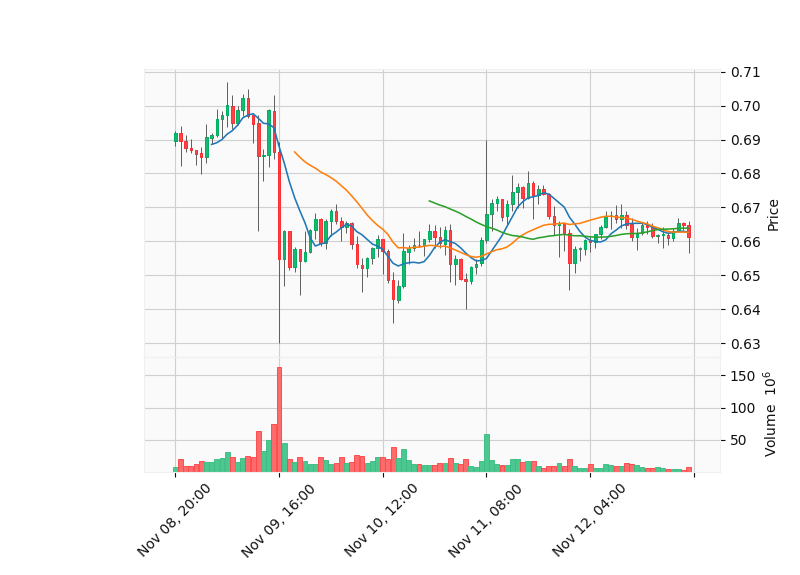 0.71
0.70
0.69
0.68
0.67
0.66
0.65
0.64
0.63
Price
150
100
50
Volume 10⁶
Nov 08, 20:00
Nov 09, 16:00
Nov 10, 12:00
Nov 11, 08:00
Nov 12, 04:00